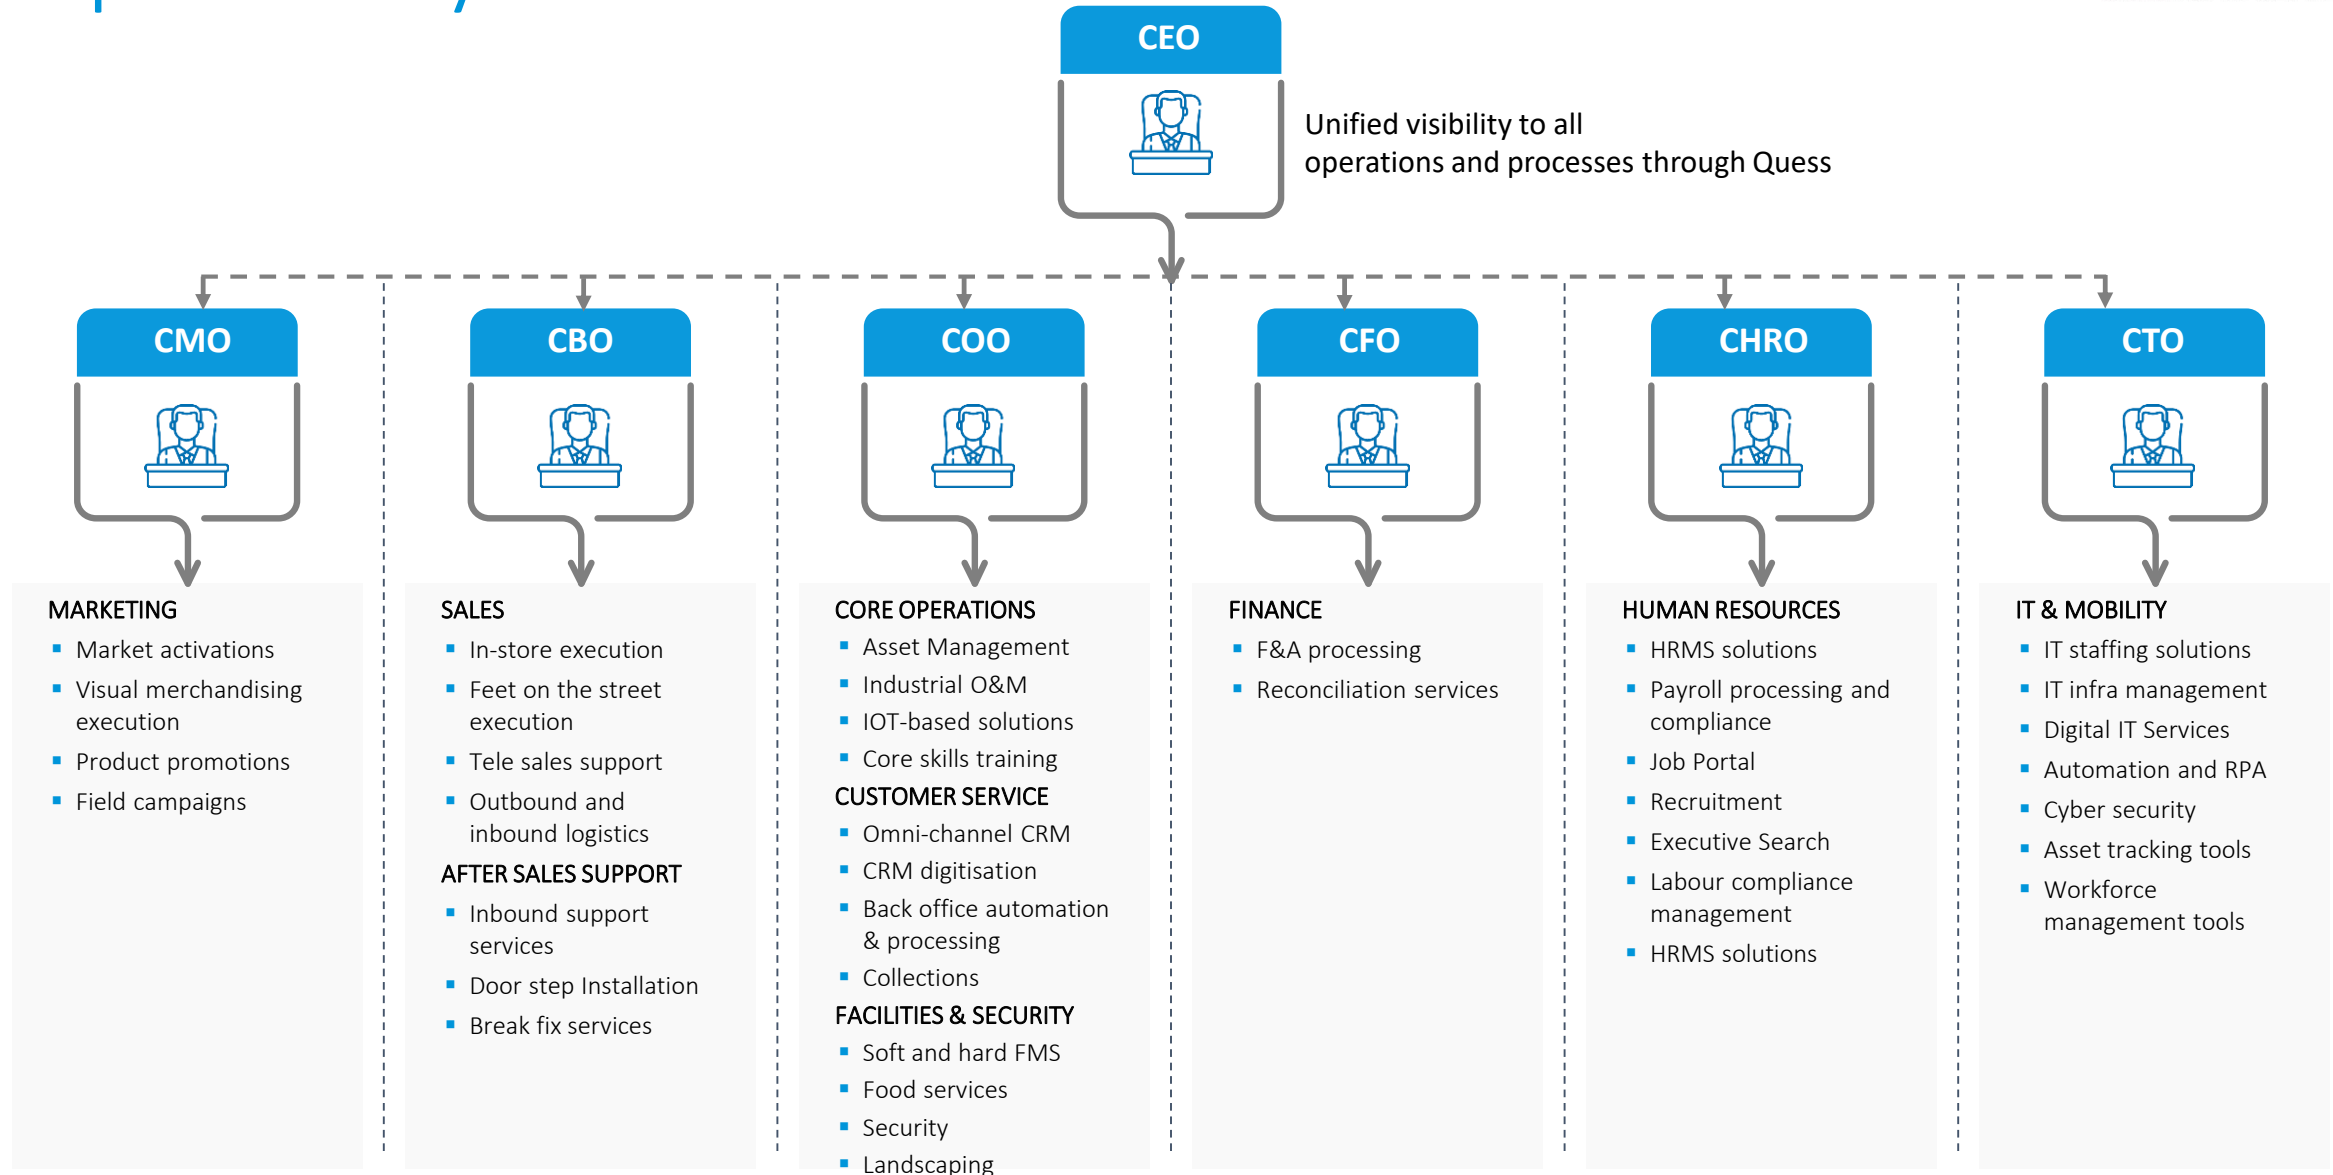 CEO
Unified visibility to all
operations and processes through Quess
CMO
CBO
COO
CFO
CHRO
CTO
MARKETING
Market activations
Visual merchandising
execution
Product promotions
Field campaigns
SALES
In-store execution
Feet on the street
execution
Tele sales support
Outbound and
inbound logistics
AFTER SALES SUPPORT
Inbound support
services
Door step Installation
Break fix services
CORE OPERATIONS
Asset Management
Industrial O&M
IOT-based solutions
Core skills training
CUSTOMER SERVICE
Omni-channel CRM
CRM digitisation
Back office automation
& processing
Collections
FACILITIES & SECURITY
Soft and hard FMS
Food services
Security
Landscaping
FINANCE
F&A processing
Reconciliation services
HUMAN RESOURCES
HRMS solutions
Payroll processing and
compliance
Job Portal
Recruitment
Executive Search
Labour compliance
management
HRMS solutions
IT & MOBILITY
IT staffing solutions
IT infra management
Digital IT Services
Automation and RPA
Cyber security
Asset tracking tools
Workforce
management tools